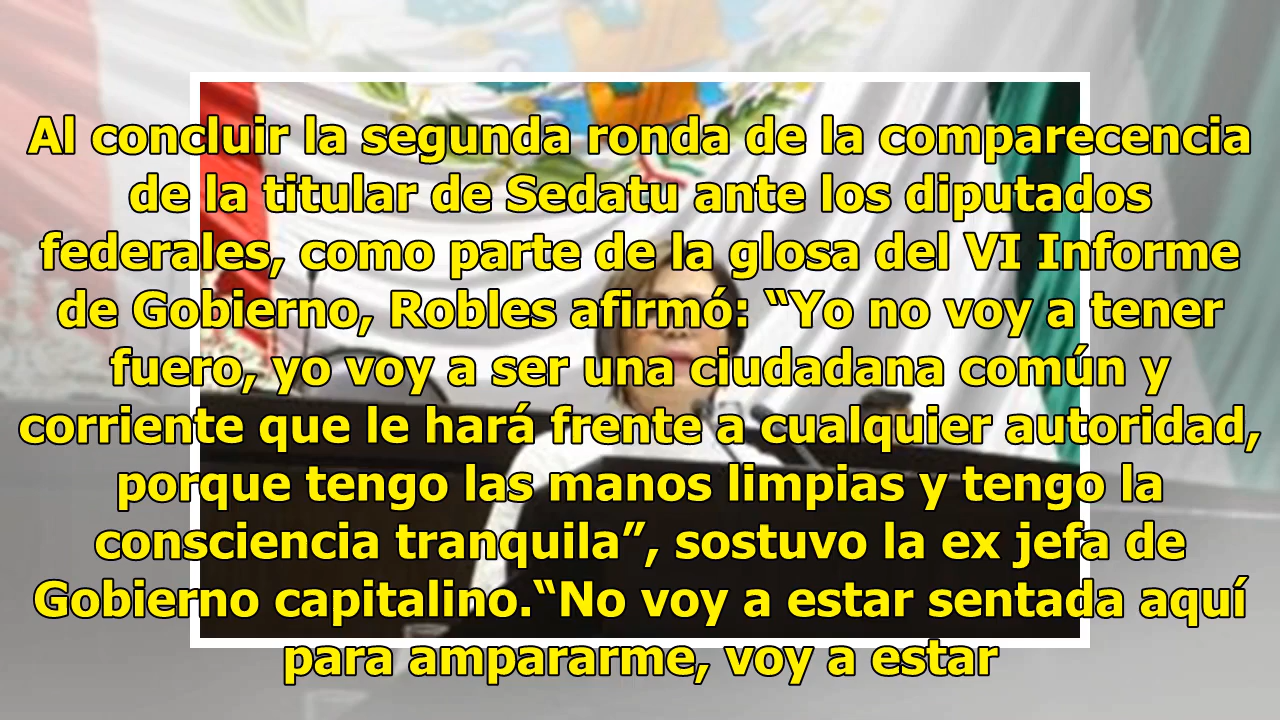 Al concluir la segunda ronda de la comparecencia
de la titular de Sedatu ante los diputados
federales, como parte de la glosa del VI Informe
de Gobierno, Robles afirmó: “Yo no voy a tener
fuero, yo voy a ser una ciudadana común y
corriente que le hará frente a cualquier autoridad,
porque tengo las manos limpias y tengo la
consciencia tranquila”, sostuvo la ex jefa de
Gobierno capitalino.“No voy a estar sentada aquí
para ampararme, voy a estar